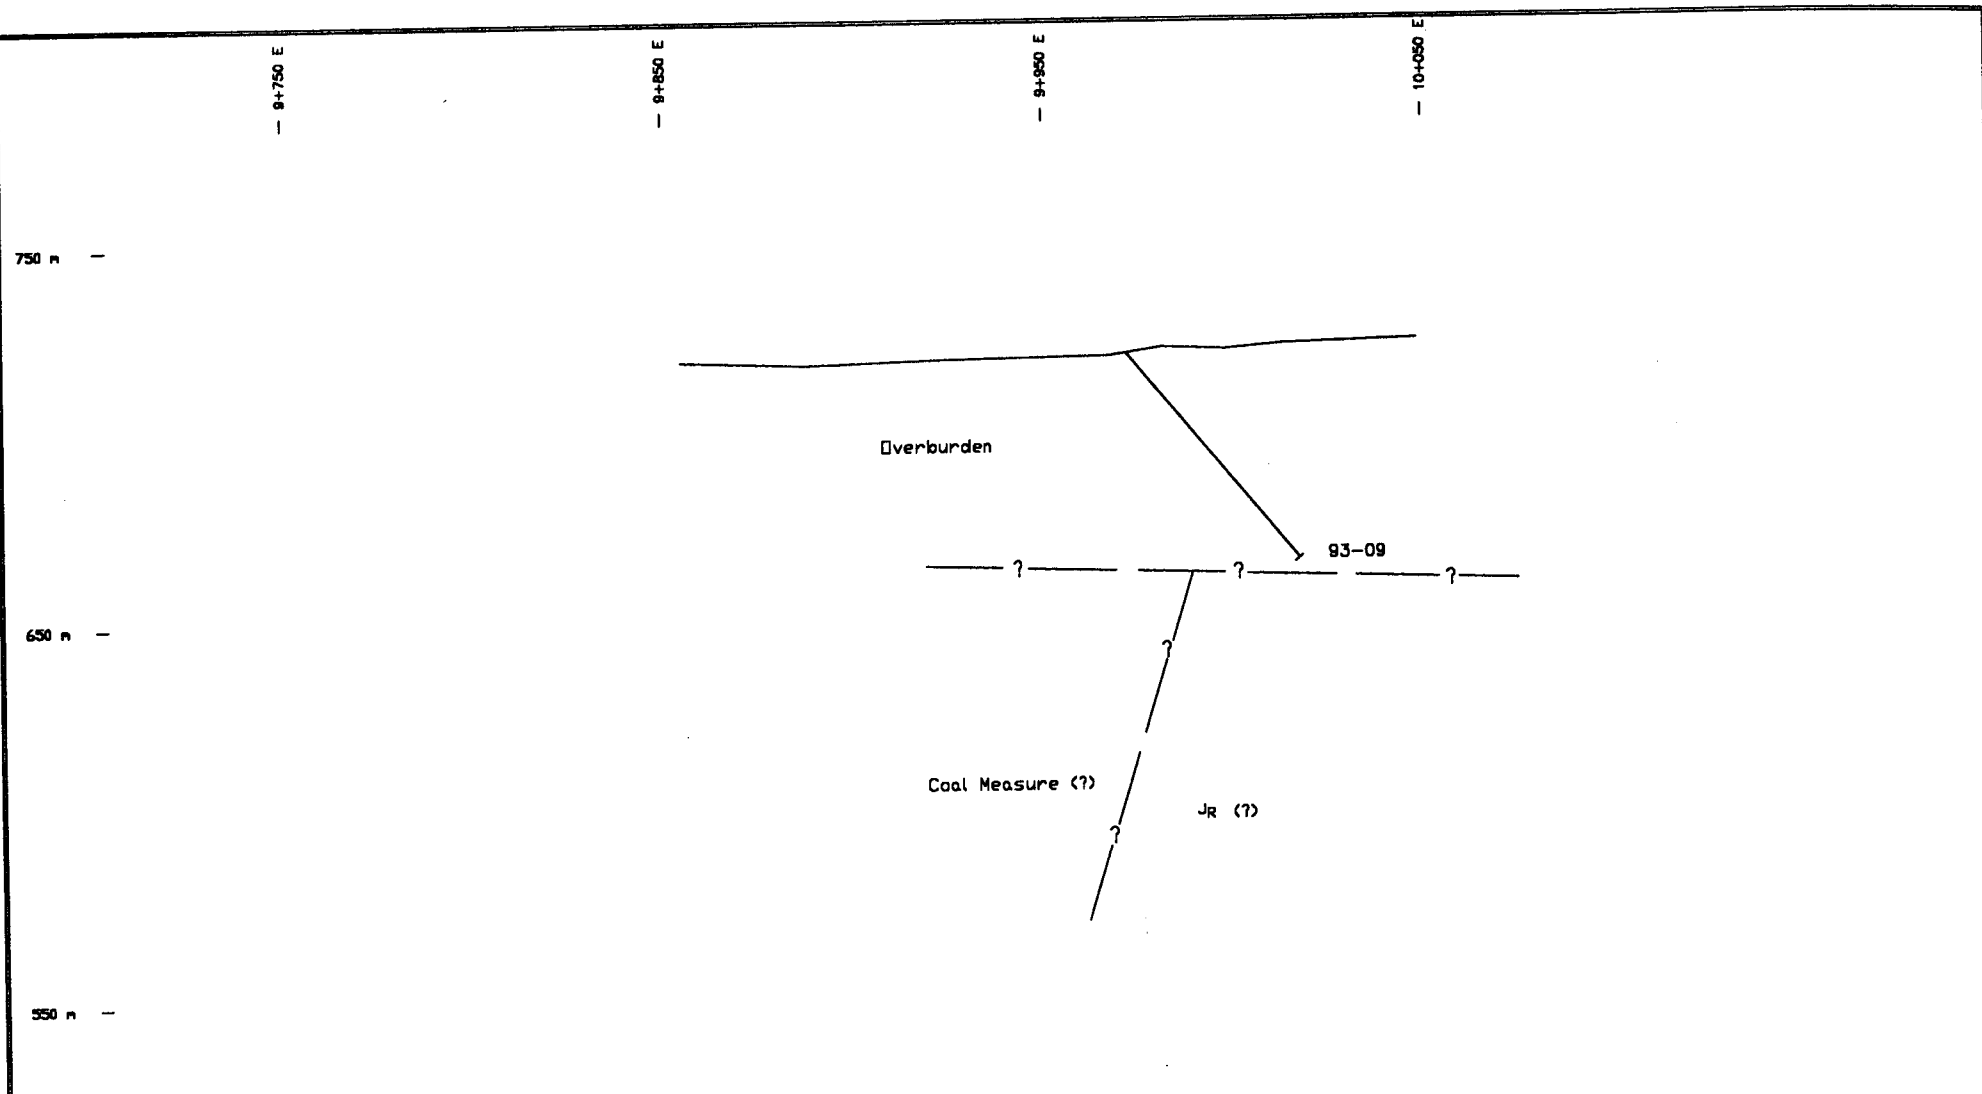 9+750 E
9+850 E
9+950 E
10+050 E
750 m
Overburden
93-09
?
?
?
650 m
?
Coal Measure (?)
JR (?)
?
550 m